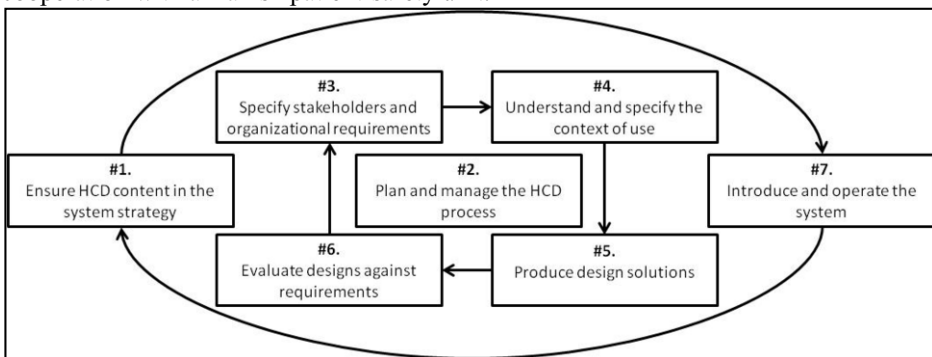 #3.
Specify stakeholders and
organizational requirements
#4.
Understand and specify the
context of use
#1.
Ensure HCD content in the
system strategy
#2.
Plan and manage the HCD
process
#7.
Introduce and operate the
system
#6.
Evaluate designs against
requirements
#5.
Produce design solutions